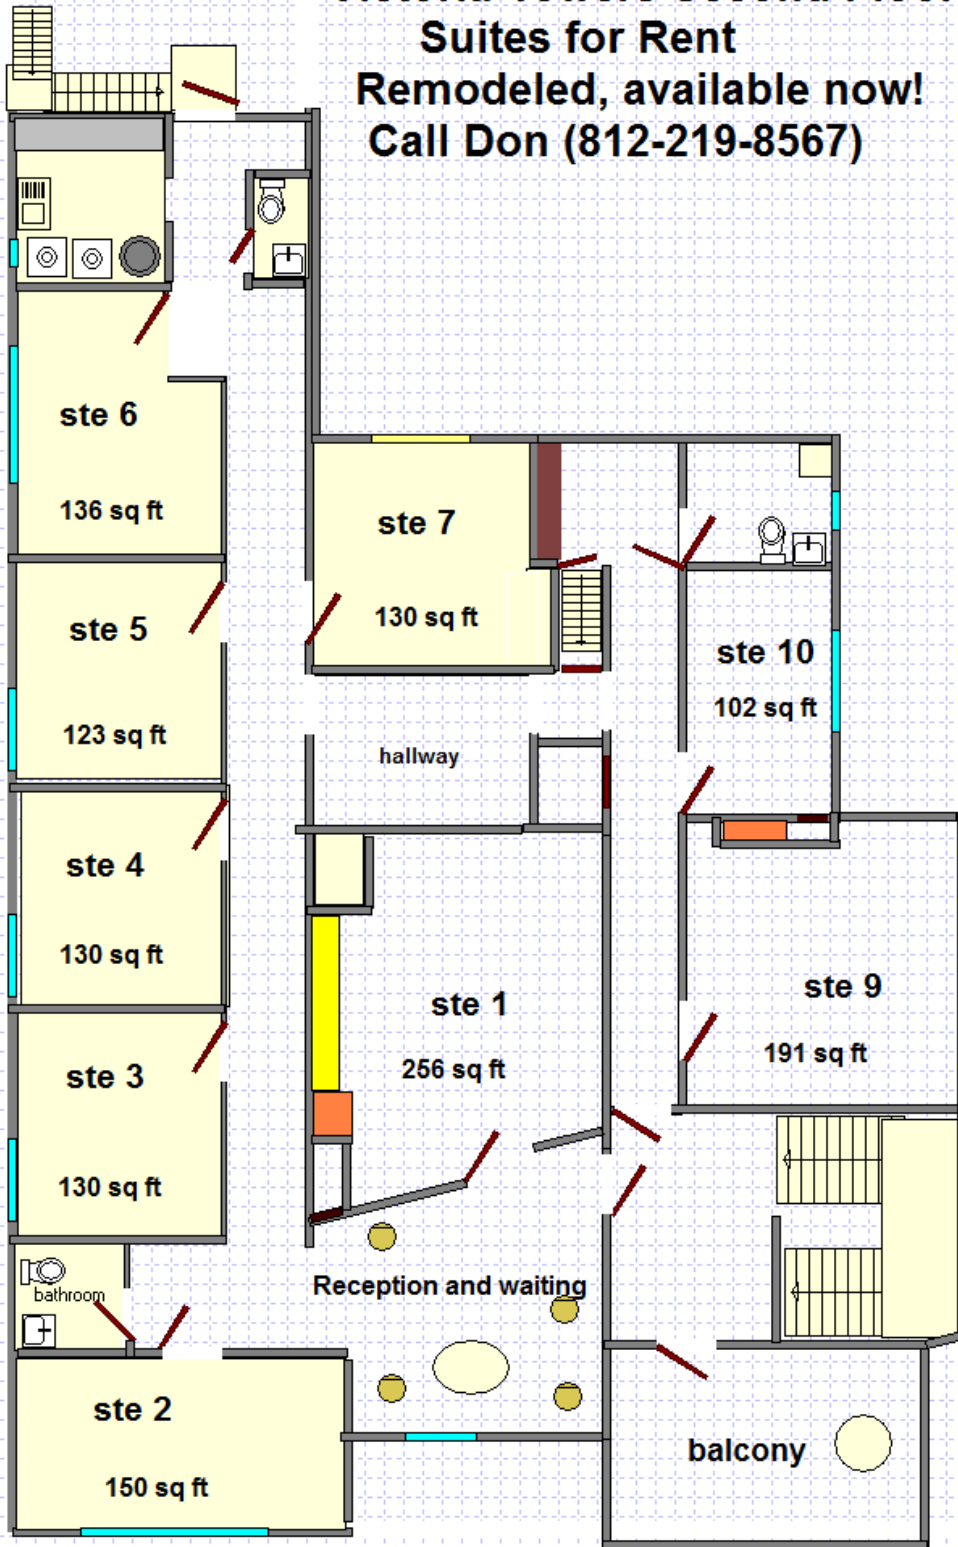 Suites for Rent
Remodeled, available now!
Call Don (812-219-8567)
ste 6
136 sq ft
ste 7
130 sq ft
ste 5
123 sq ft
ste 10
102 sq ft
hallway
ste 4
130 sq ft
ste 1
256 sq ft
ste 9
191 sq ft
ste 3
130 sq ft
bathroom
Reception and waiting
ste 2
150 sq ft
balcony